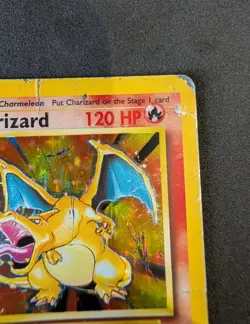 Charmeleon Put Charizard on the Stage 1 card
rizard 120 HP